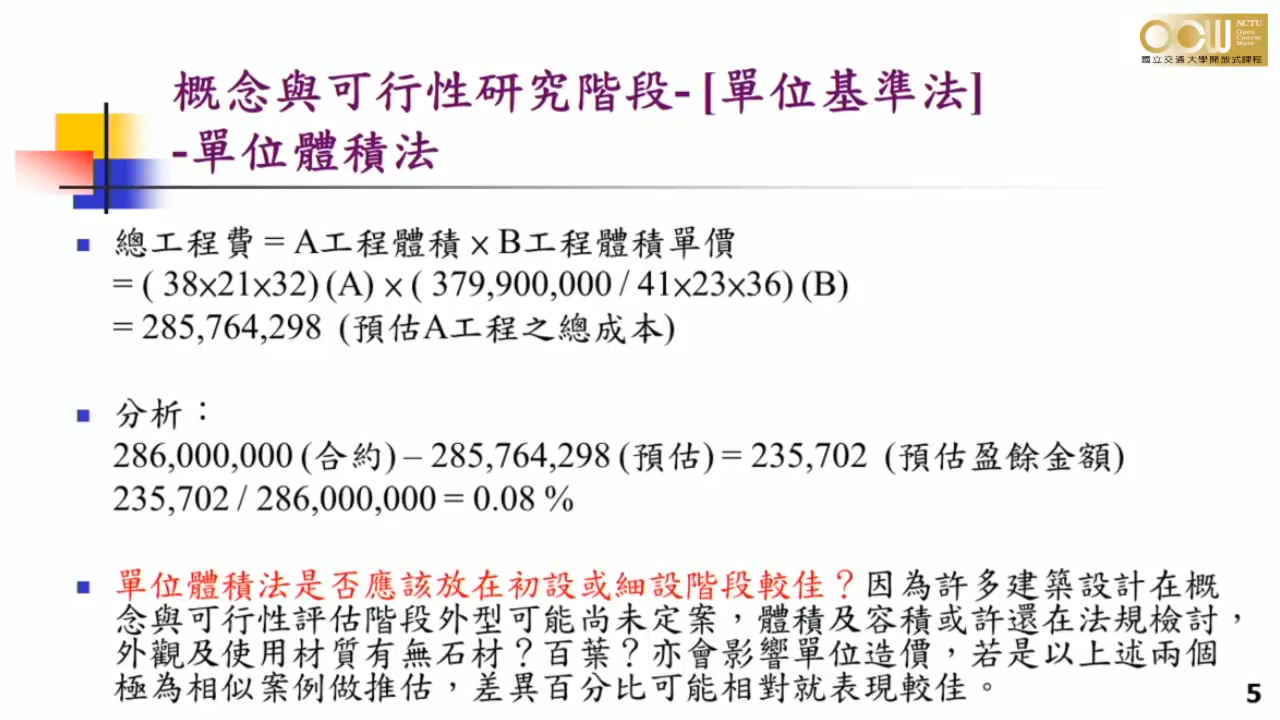 OCW
NCTU
Open
Course
Ware
國立交通大學開放式課程
概念與可行性研究階段- [單位基準法]
-單位體積法
總工程費 = A工程體積 × B工程體積單價
= ( 38×21×32) (A) × ( 379,900,000 / 41×23×36) (B)
= 285,764,298 (預估A工程之總成本)
分析：
286,000,000 (合約) – 285,764,298 (預估) = 235,702 (預估盈餘金額)
235,702 / 286,000,000 = 0.08 %
單位體積法是否應該放在初設或細設階段較佳？因為許多建築設計在概
念與可行性評估階段外型可能尚未定案，體積及容積或許還在法規檢討，
外觀及使用材質有無石材？百葉？亦會影響單位造價，若是以上述兩個
極為相似案例做推估，差異百分比可能相對就表現較佳。
5